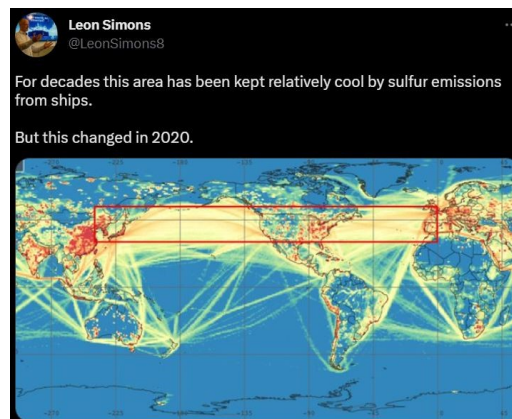 Leon Simons
@LeonSimons8
For decades this area has been kept relatively cool by sulfur emissions
from ships.
But this changed in 2020.